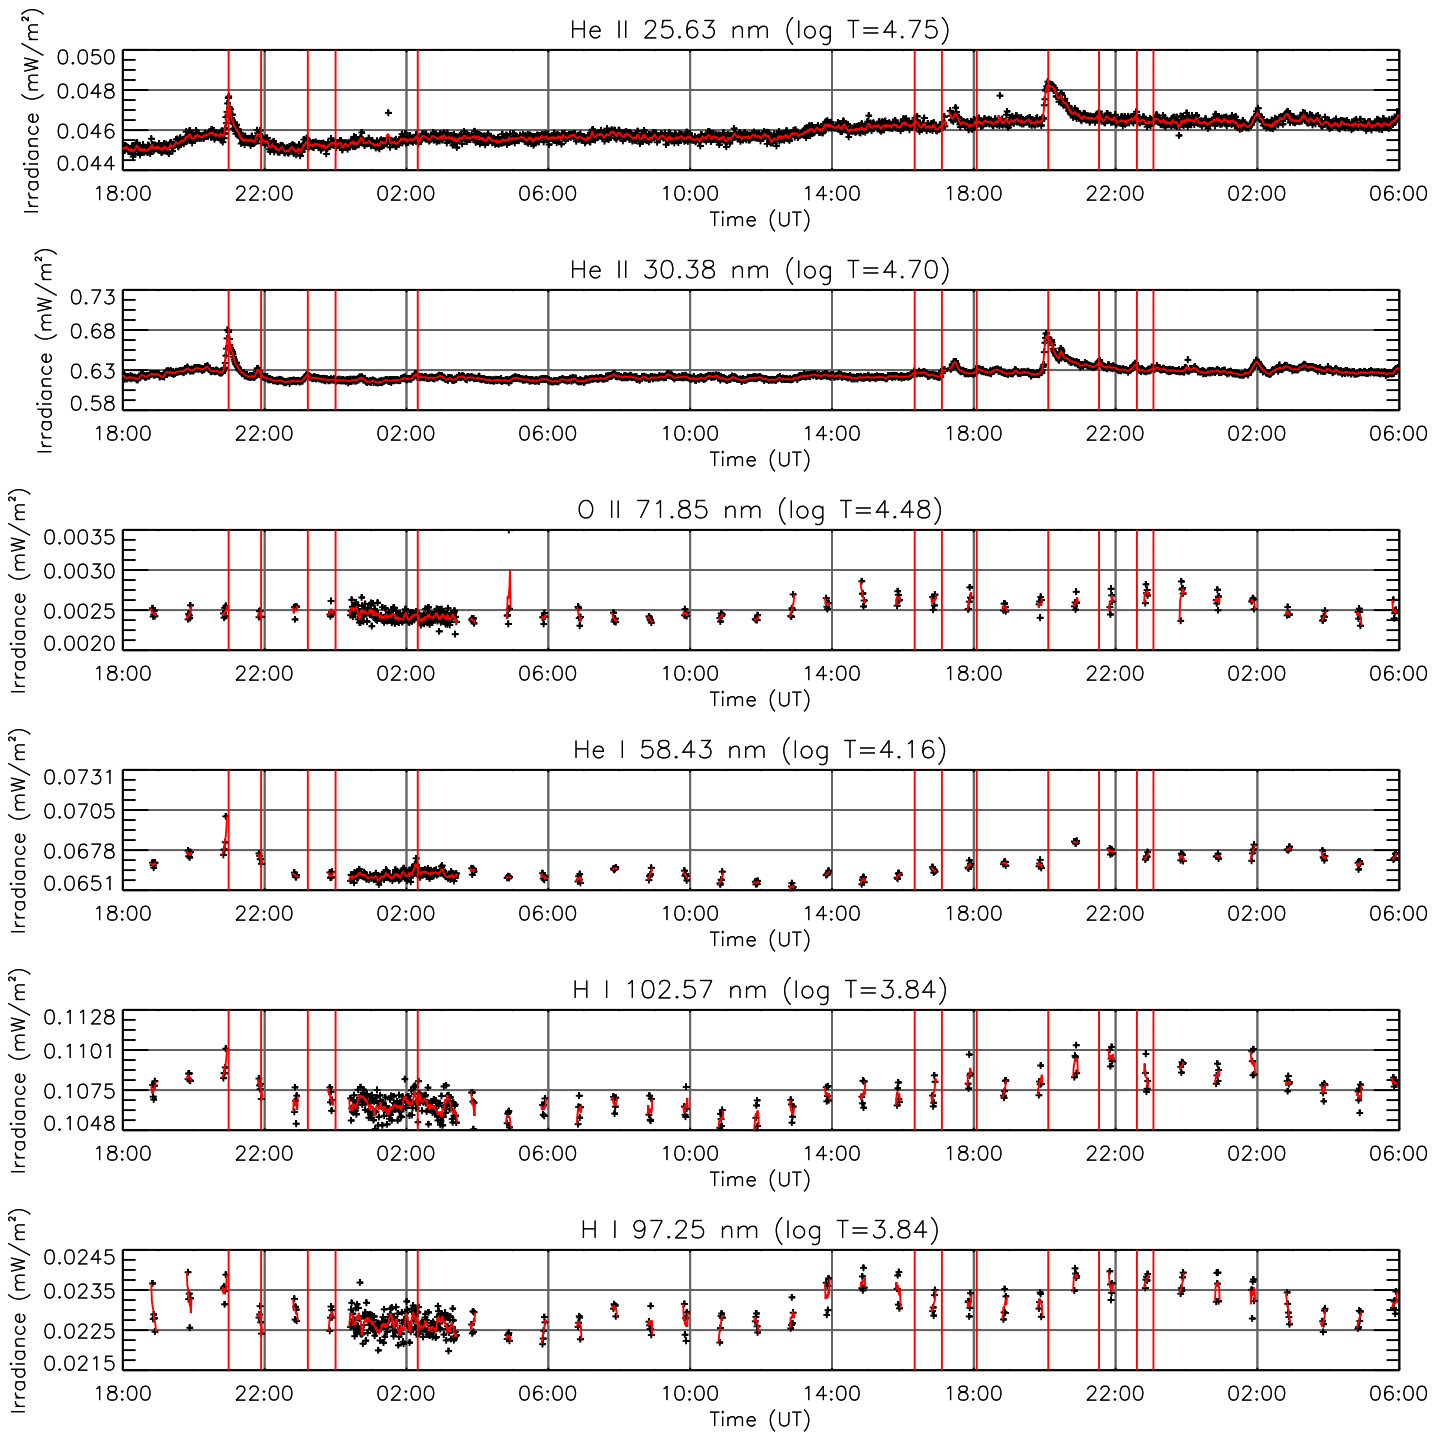 He II 25.63 nm (log T=4.75)
Irradiance (mW/m²)
0.050
0.048
0.046
0.044
18:00 22:00 02:00 06:00 10:00 14:00 18:00 22:00 02:00 06:00
Time (UT)
He II 30.38 nm (log T=4.70)
Irradiance (mW/m²)
0.73
0.68
0.63
0.58
18:00 22:00 02:00 06:00 10:00 14:00 18:00 22:00 02:00 06:00
Time (UT)
O II 71.85 nm (log T=4.48)
Irradiance (mW/m²)
0.0035
0.0030
0.0025
0.0020
18:00 22:00 02:00 06:00 10:00 14:00 18:00 22:00 02:00 06:00
Time (UT)
He I 58.43 nm (log T=4.16)
Irradiance (mW/m²)
0.0731
0.0705
0.0678
0.0651
18:00 22:00 02:00 06:00 10:00 14:00 18:00 22:00 02:00 06:00
Time (UT)
H I 102.57 nm (log T=3.84)
Irradiance (mW/m²)
0.1128
0.1101
0.1075
0.1048
18:00 22:00 02:00 06:00 10:00 14:00 18:00 22:00 02:00 06:00
Time (UT)
H I 97.25 nm (log T=3.84)
Irradiance (mW/m²)
0.0245
0.0235
0.0225
0.0215
18:00 22:00 02:00 06:00 10:00 14:00 18:00 22:00 02:00 06:00
Time (UT)